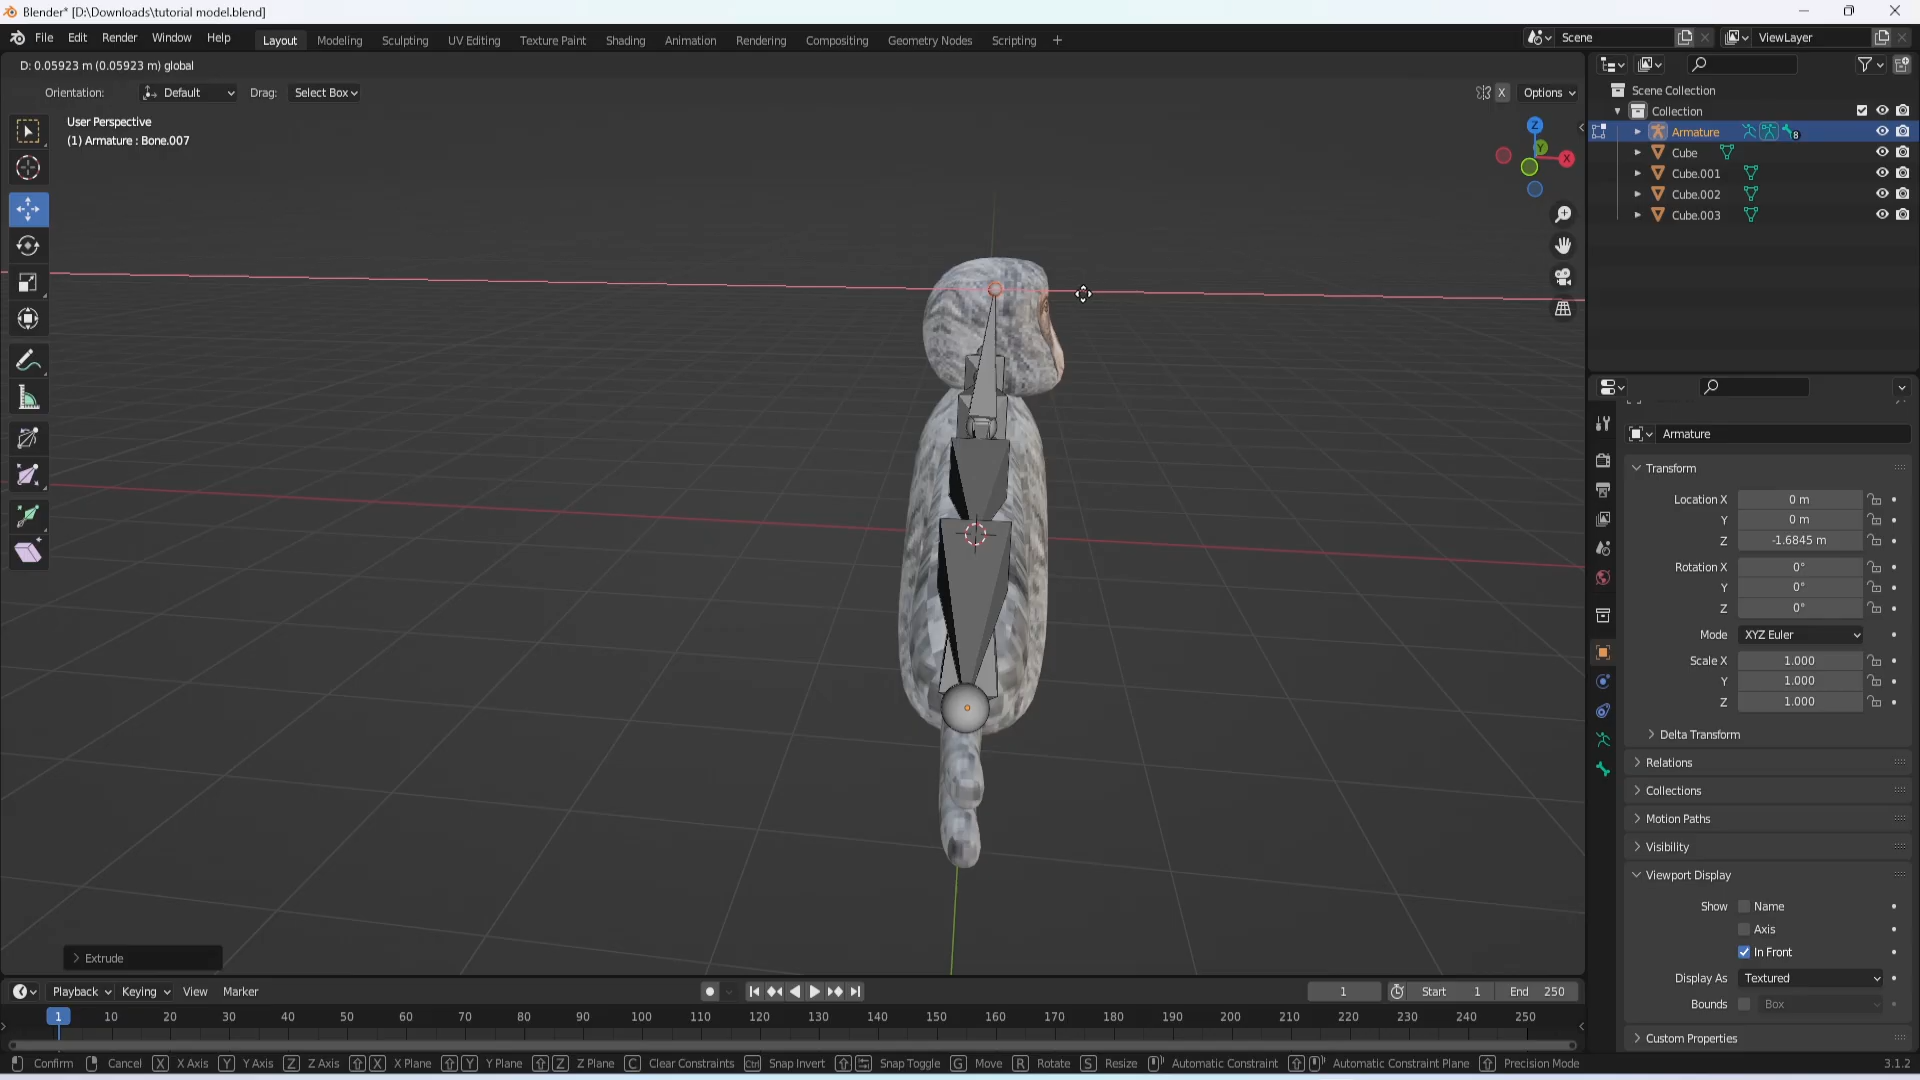 Blender* [D:\Downloads\tutorial model.blend]
File Edit Render Window Help Layout Modeling Sculpting UV Editing Texture Paint Shading Animation Rendering Compositing Geometry Nodes Scripting + Scene ViewLayer
D: 0.05923 m (0.05923 m) global
Orientation: Default Drag: Select Box X Options
User Perspective
(1) Armature : Bone.007
Z
Y
X
Scene Collection
Collection
Armature 8
Cube
Cube.001
Cube.002
Cube.003
Armature
Transform
Location X 0 m
Y 0 m
Z -1.6845 m
Rotation X 0°
Y 0°
Z 0°
Mode XYZ Euler
Scale X 1.000
Y 1.000
Z 1.000
Delta Transform
Relations
Collections
Motion Paths
Visibility
Viewport Display
Show Name
Axis
In Front
Display As Textured
Bounds Box
Custom Properties
Extrude
Playback Keying View Marker 1 Start 1 End 250
1 10 20 30 40 50 60 70 80 90 100 110 120 130 140 150 160 170 180 190 200 210 220 230 240 250
Confirm Cancel X X Axis Y Y Axis Z Z Axis X X Plane Y Y Plane Z Z Plane C Clear Constraints Ctrl Snap Invert Snap Toggle G Move R Rotate S Resize Automatic Constraint Automatic Constraint Plane Precision Mode 3.1.2